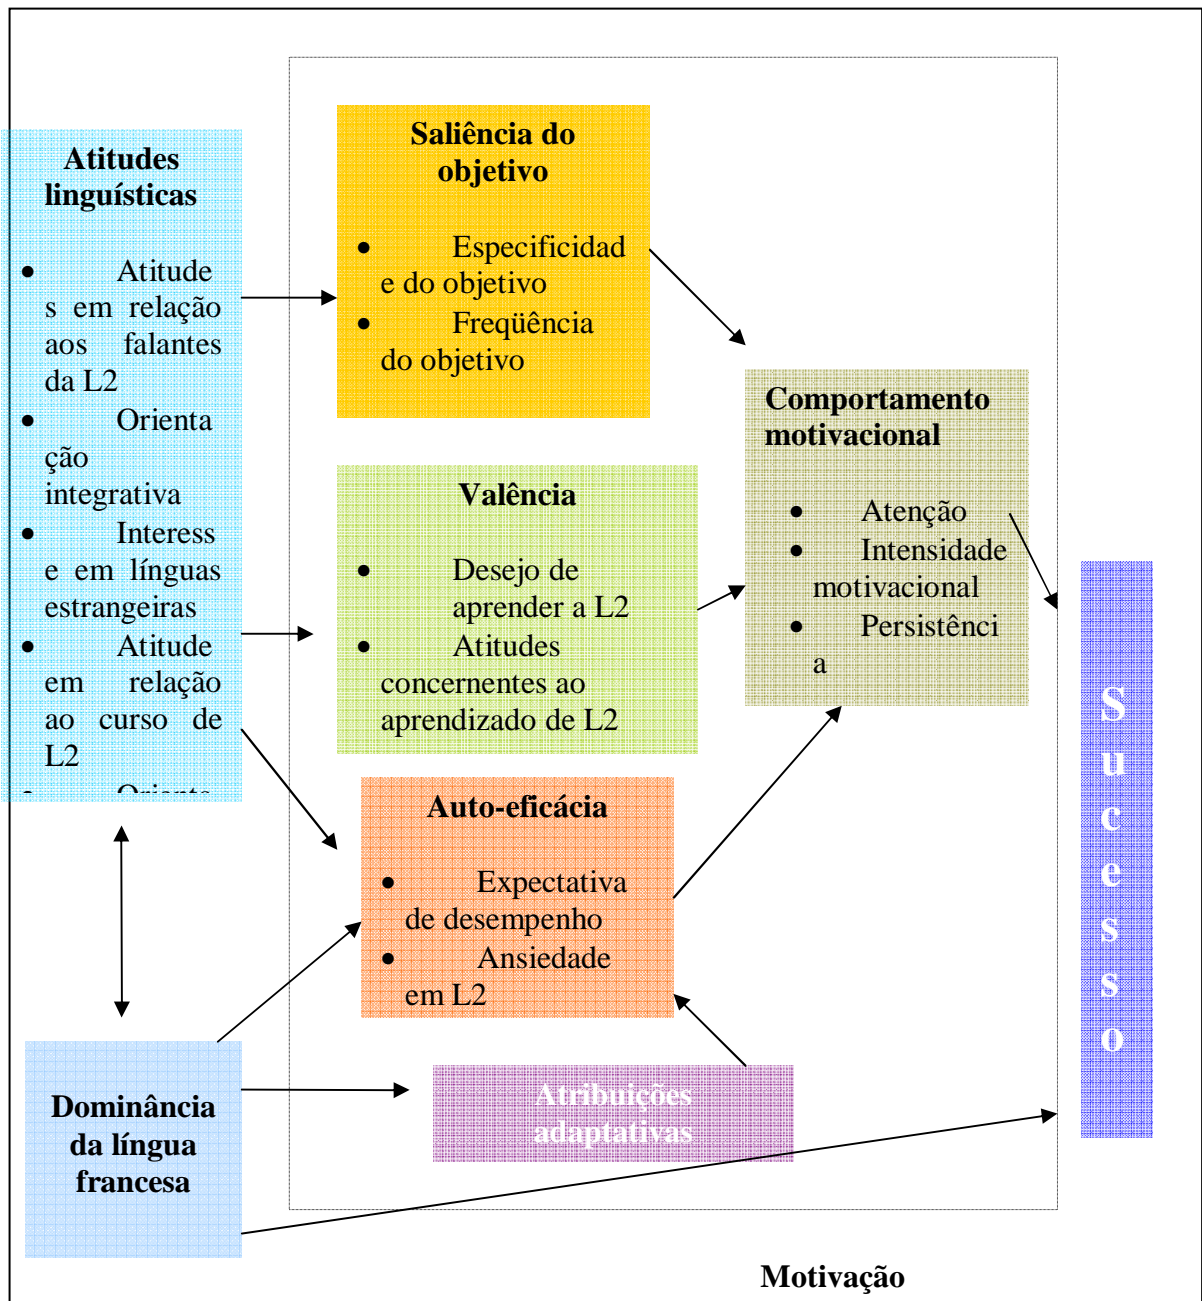 Atitudes
linguísticas
• Atitude
s em relação
aos falantes
da L2
• Orienta
ção
integrativa
• Interess
e em línguas
estrangeiras
• Atitude
em relação
ao curso de
L2
Saliência do
objetivo
• Especificidad
e do objetivo
• Freqüência
do objetivo
Valência
• Desejo de
aprender a L2
• Atitudes
concernentes ao
aprendizado de L2
Auto-eficácia
• Expectativa
de desempenho
• Ansiedade
em L2
Atribuições
adaptativas
Comportamento
motivacional
• Atenção
• Intensidade
motivacional
• Persistênci
a
Sucesso
Dominância
da língua
francesa
Motivação